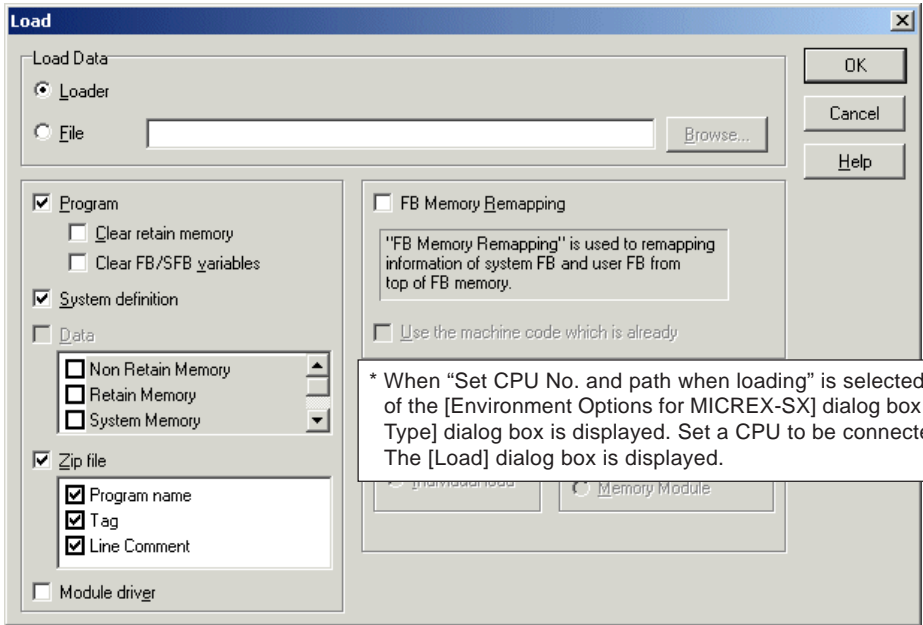 Load
Load Data
Loader
File
Browse...
OK
Cancel
Help
Program
Clear retain memory
Clear FB/SFB variables
System definition
Data
Non Retain Memory
Retain Memory
System Memory
Zip file
Program name
Tag
Line Comment
Module driver
FB Memory Remapping
"FB Memory Remapping" is used to remapping
information of system FB and user FB from
top of FB memory.
Use the machine code which is already
* When “Set CPU No. and path when loading” is selected
of the [Environment Options for MICREX-SX] dialog box
Type] dialog box is displayed. Set a CPU to be connecte
The [Load] dialog box is displayed.
Individual load
Memory Module